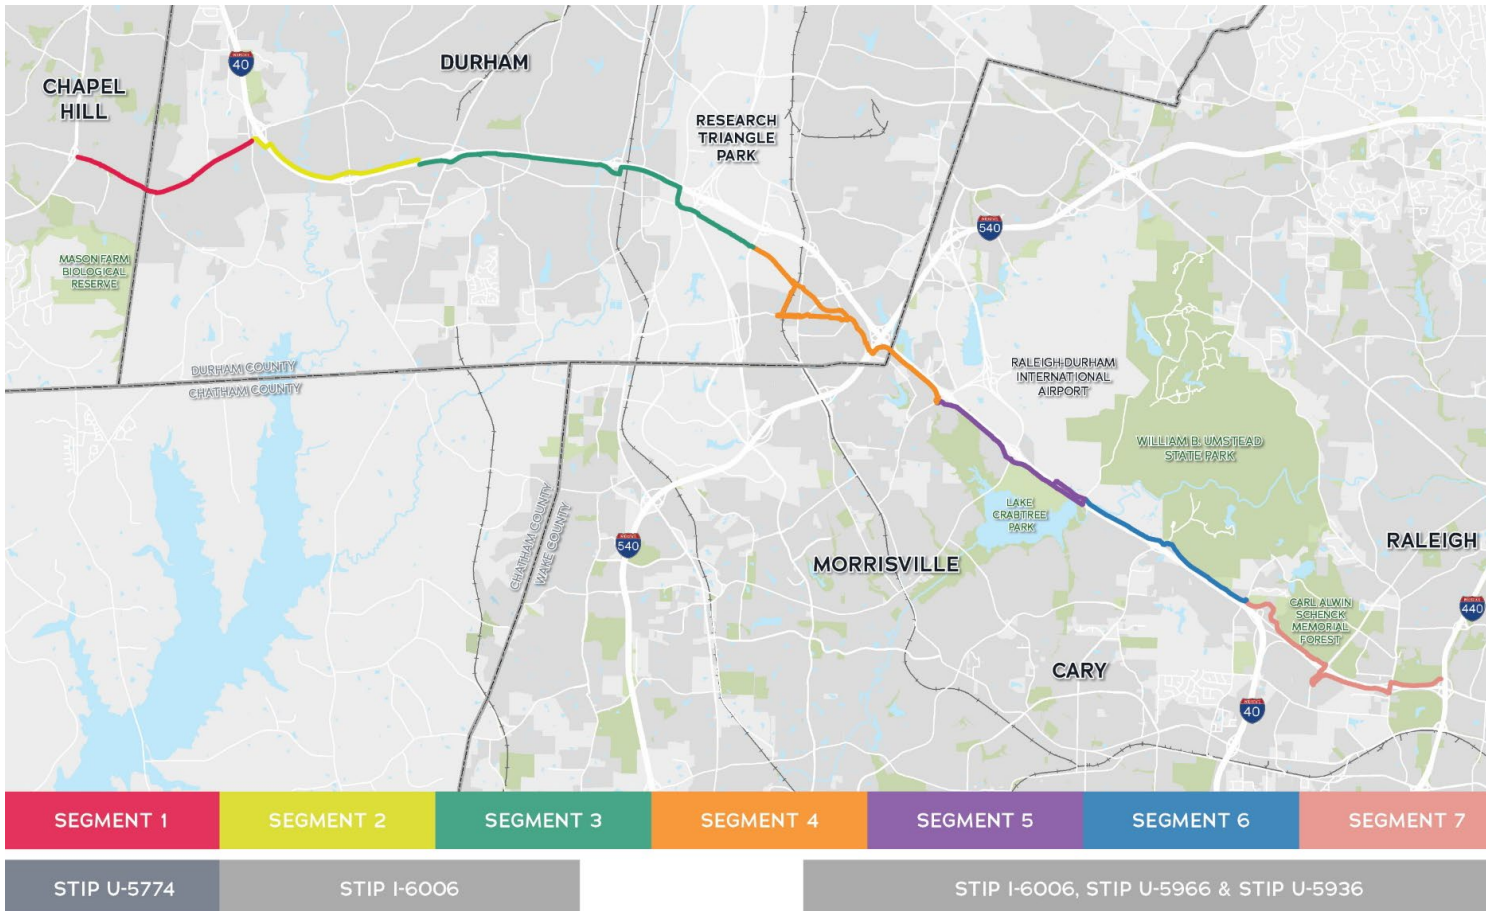 CHAPEL
HILL
40
DURHAM
RESEARCH
TRIANGLE
PARK
540
MASON FARM
BIOLOGICAL
RESERVE
DURHAM COUNTY
CHATHAM COUNTY
RALEIGH-DURHAM
INTERNATIONAL
AIRPORT
WILLIAM B. UMSTEAD
STATE PARK
LAKE
CRABTREE
PARK
CHATHAM COUNTY
WAKE COUNTY
540
MORRISVILLE
RALEIGH
440
CARL ALWIN
SCHENCK
MEMORIAL
FOREST
CARY
40
SEGMENT 1
SEGMENT 2
SEGMENT 3
SEGMENT 4
SEGMENT 5
SEGMENT 6
SEGMENT 7
STIP U-5774
STIP I-6006
STIP I-6006, STIP U-5966 & STIP U-5936